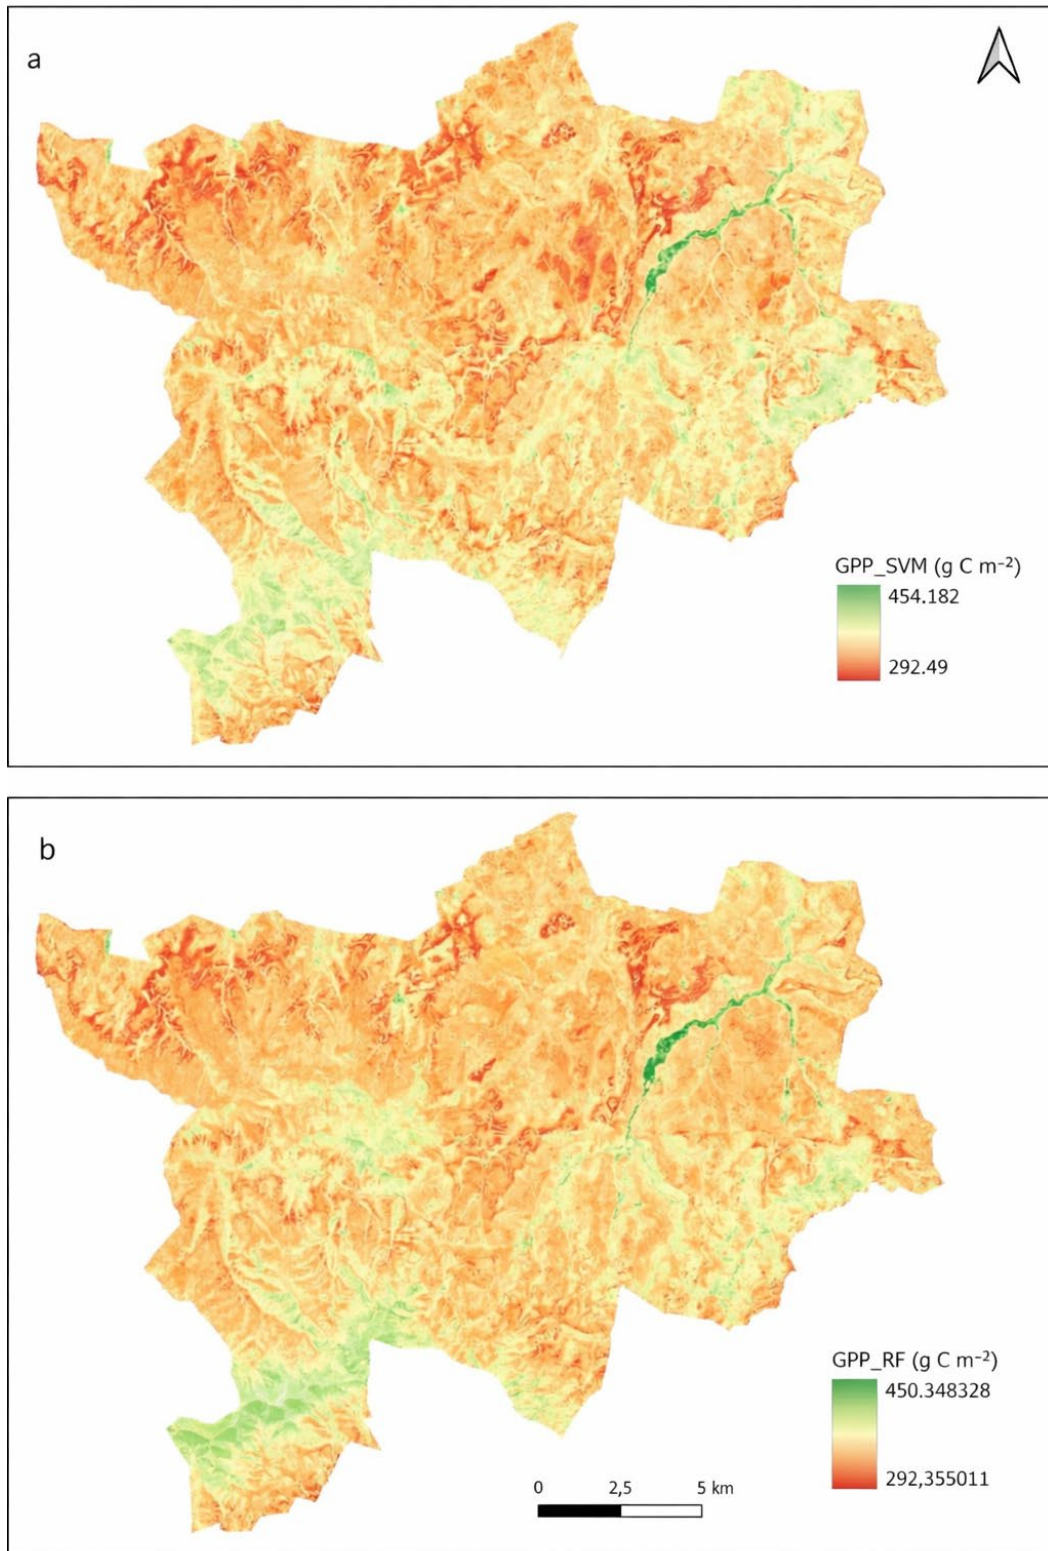 a
GPP_SVM (g C m⁻²)
454.182
292.49
b
GPP_RF (g C m⁻²)
450.348328
292,355011
0 2,5 5 km